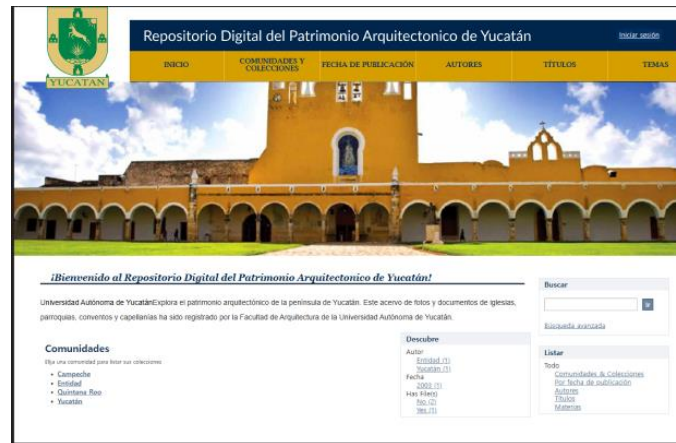 YUCATAN
Repositorio Digital del Patrimonio Arquitectonico de Yucatán
Iniciar sesión
INICIO
COMUNIDADES Y
COLECCIONES
FECHA DE PUBLICACIÓN
AUTORES
TÍTULOS
TEMAS
¡Bienvenido al Repositorio Digital del Patrimonio Arquitectonico de Yucatán!
Universidad Autónoma de YucatánExplora el patrimonio arquitectónico de la península de Yucatán. Este acervo de fotos y documentos de iglesias,
parroquias, conventos y capellanías ha sido registrado por la Facultad de Arquitectura de la Universidad Autónoma de Yucatán.
Comunidades
Elija una comunidad para listar sus colecciones
Campeche
Entidad
Quintana Roo
Yucatán
Descubre
Autor
Entidad (1)
Yucatán (1)
Fecha
2003 (1)
Has File(s)
No (2)
Yes (1)
Buscar
Ir
Búsqueda avanzada
Listar
Todo
Comunidades & Colecciones
Por fecha de publicación
Autores
Títulos
Materias